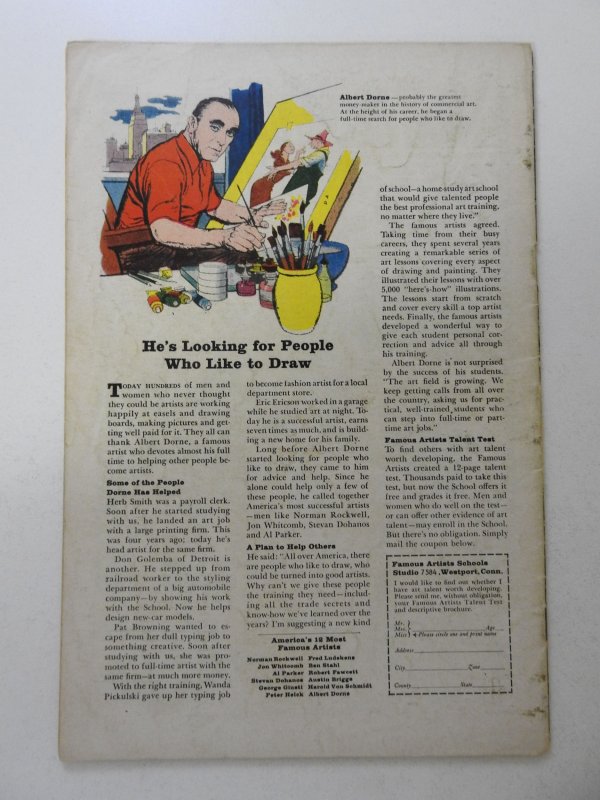 Albert Dorne—probably the greatest
money-maker in the history of commercial art.
At the height of his career, he began a
full-time search for people who like to draw.
He's Looking for People
Who Like to Draw
TODAY HUNDREDS of men and
women who never thought
they could be artists are working
happily at easels and drawing
boards, making pictures and get-
ting well paid for it. They all can
thank Albert Dorne, a famous
artist who devotes almost his full
time to helping other people be-
come artists.
Some of the People
Dorne Has Helped
Herb Smith was a payroll clerk.
Soon after he started studying
with us, he landed an art job
with a large printing firm. This
was four years ago; today he's
head artist for the same firm.
Don Golemba of Detroit is
another. He stepped up from
railroad worker to the styling
department of a big automobile
company—by showing his work
with the School. Now he helps
design new-car models.
Pat Browning wanted to es-
cape from her dull typing job to
something creative. Soon after
studying with us, she was pro-
moted to full-time artist with the
same firm—at much more money.
With the right training, Wanda
Pickulski gave up her typing job
to become fashion artist for a local
department store.
Eric Ericson worked in a garage
while he studied art at night. To-
day he is a successful artist, earns
seven times as much, and is build-
ing a new home for his family.
Long before Albert Dorne
started looking for people who
like to draw, they came to him
for advice and help. Since he
alone could help only a few of
these people, he called together
America's most successful artists
—men like Norman Rockwell,
Jon Whitcomb, Stevan Dohanos
and Al Parker.
A Plan to Help Others
He said: "All over America, there
are people who like to draw, who
could be turned into good artists.
Why can't we give these people
the training they need—includ-
ing all the trade secrets and
know-how we've learned over the
years? I'm suggesting a new kind
America's 12 Most
Famous Artists
Norman Rockwell Fred Ludekens
Jon Whitcomb Ben Stahl
Al Parker Robert Fawcett
Stevan Dohanos Austin Briggs
George Giusti Harold Von Schmidt
Peter Helck Albert Dorne
of school—a home-study art school
that would give talented people
the best professional art training,
no matter where they live."
The famous artists agreed.
Taking time from their busy
careers, they spent several years
creating a remarkable series of
art lessons covering every aspect
of drawing and painting. They
illustrated their lessons with over
5,000 "here's-how" illustrations.
The lessons start from scratch
and cover every skill a top artist
needs. Finally, the famous artists
developed a wonderful way to
give each student personal cor-
rection and advice all through
his training.
Albert Dorne is not surprised
by the success of his students.
"The art field is growing. We
keep getting calls from all over
the country, asking us for prac-
tical, well-trained students who
can step into full-time or part-
time art jobs."
Famous Artists Talent Test
To find others with art talent
worth developing, the Famous
Artists created a 12-page talent
test. Thousands paid to take this
test, but now the School offers it
free and grades it free. Men and
women who do well on the test—
or can offer other evidence of art
talent—may enroll in the School.
But there's no obligation. Simply
mail the coupon below.
Famous Artists Schools
Studio 7584, Westport, Conn.
I would like to find out whether I
have art talent worth developing.
Please send me, without obligation,
your Famous Artists Talent Test
and descriptive brochure.
Mr.
Mrs. Age
Miss Please circle one and print name
Address
City, Zone
County State